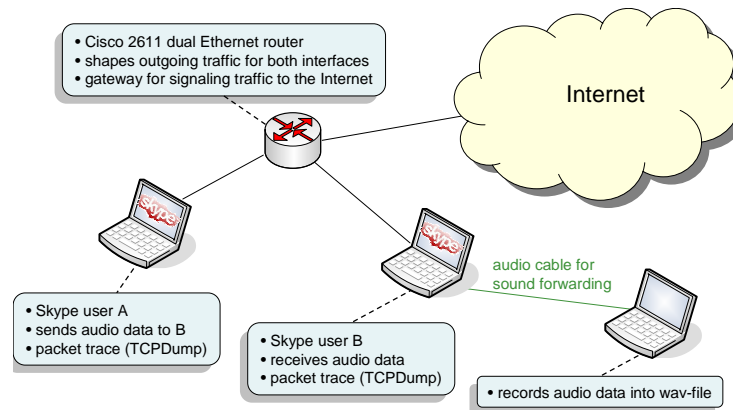 • Cisco 2611 dual Ethernet router
• shapes outgoing traffic for both interfaces
• gateway for signaling traffic to the Internet
Internet
skype
skype
audio cable for
sound forwarding
• Skype user A
• sends audio data to B
• packet trace (TCPDump)
• Skype user B
• receives audio data
• packet trace (TCPDump)
• records audio data into wav-file